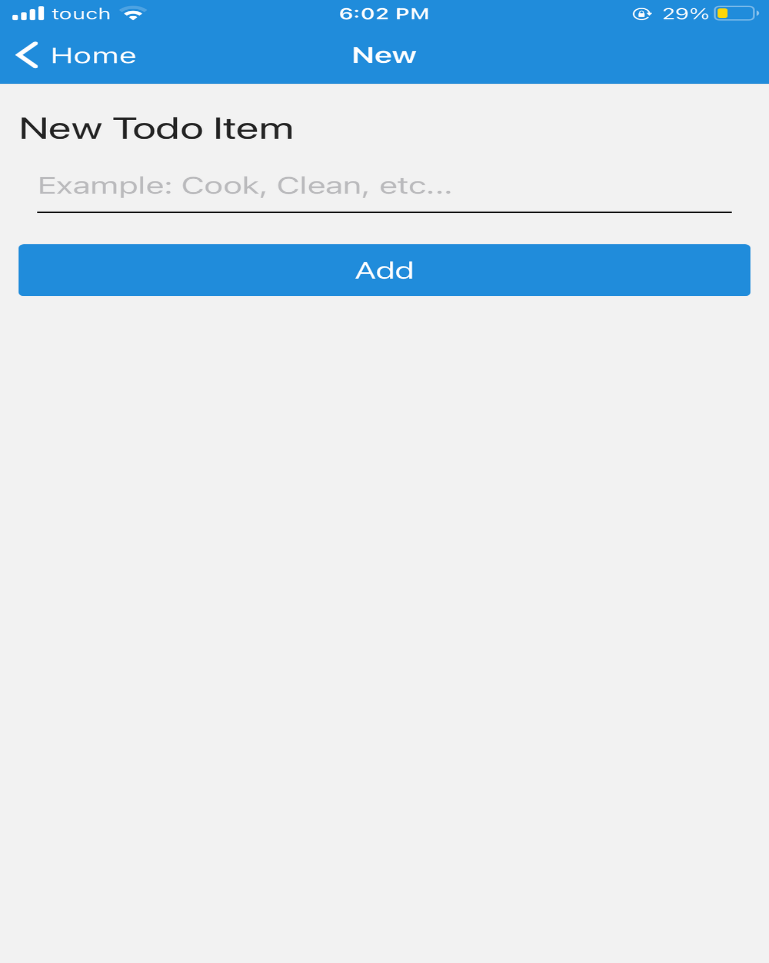 touch 6:02 PM 29%
Home New
New Todo Item
Example: Cook, Clean, etc...
Add